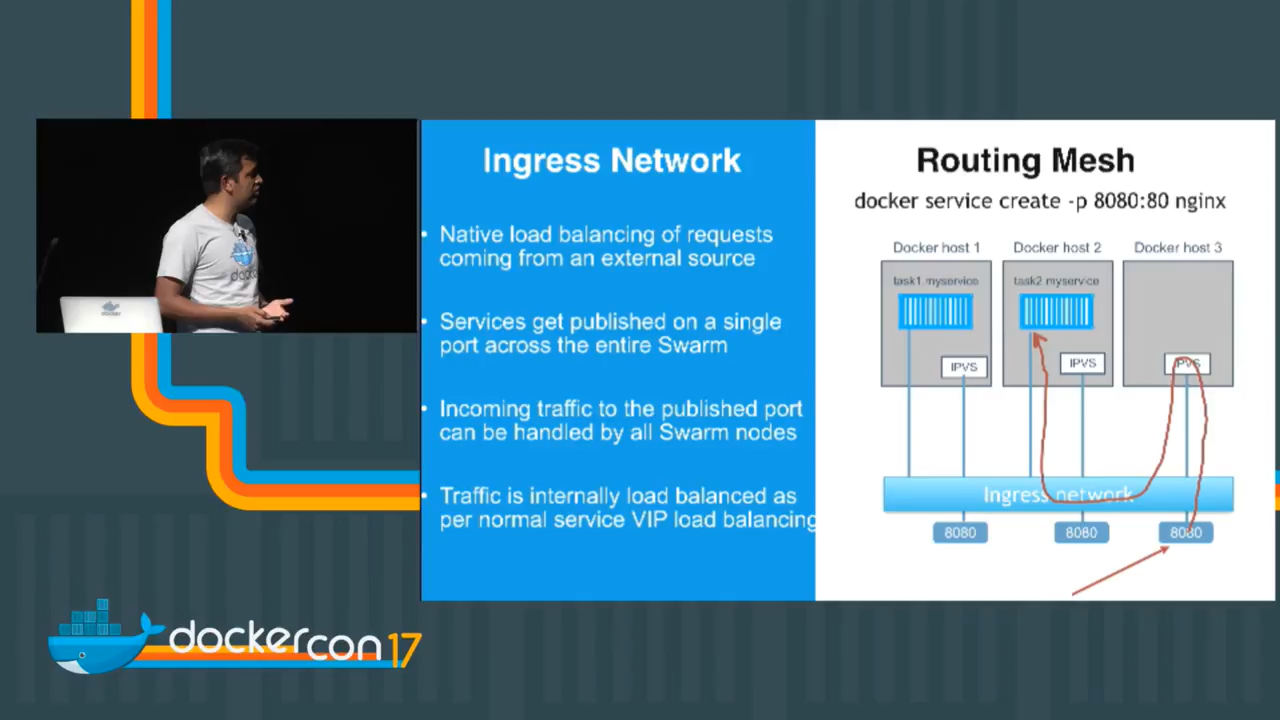 Ingress Network
• Native load balancing of requests
coming from an external source
• Services get published on a single
port across the entire Swarm
• Incoming traffic to the published port
can be handled by all Swarm nodes
• Traffic is internally load balanced as
per normal service VIP load balancing
Routing Mesh
docker service create -p 8080:80 nginx
Docker host 1
Docker host 2
Docker host 3
task1.myservice
task2.myservice
IPVS
IPVS
IPVS
Ingress network
8080
8080
8080
docker
dockercon 17